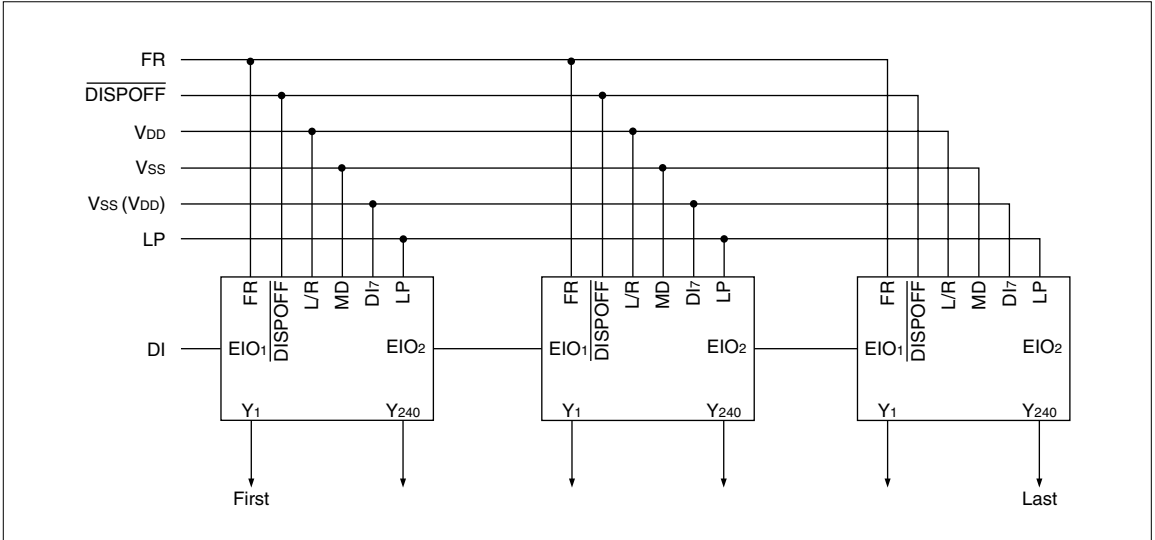 FR
DISPOFF
VDD
VSS
VSS (VDD)
LP
FR DISPOFF L/R MD DI7 LP
FR DISPOFF L/R MD DI7 LP
FR DISPOFF L/R MD DI7 LP
DI EIO1 EIO2 EIO1 EIO2 EIO1 EIO2
Y1 Y240 Y1 Y240 Y1 Y240
First Last